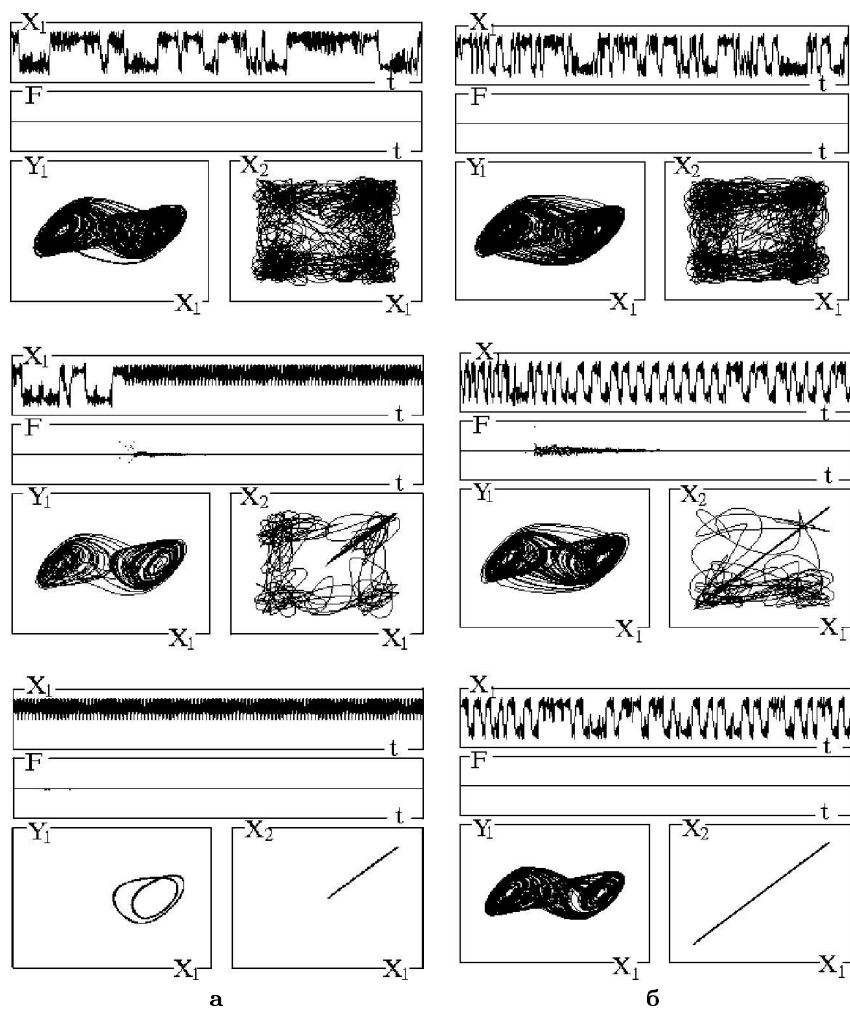 X₁ t
F t
Y₁ X₁ X₂ X₁
X₁ t
F t
Y₁ X₁ X₂ X₁
X₁ t
F t
Y₁ X₁ X₂ X₁
а
X₁ t
F t
Y₁ X₁ X₂ X₁
X₁ t
F t
Y₁ X₁ X₂ X₁
X₁ t
F t
Y₁ X₁ X₂ X₁
б